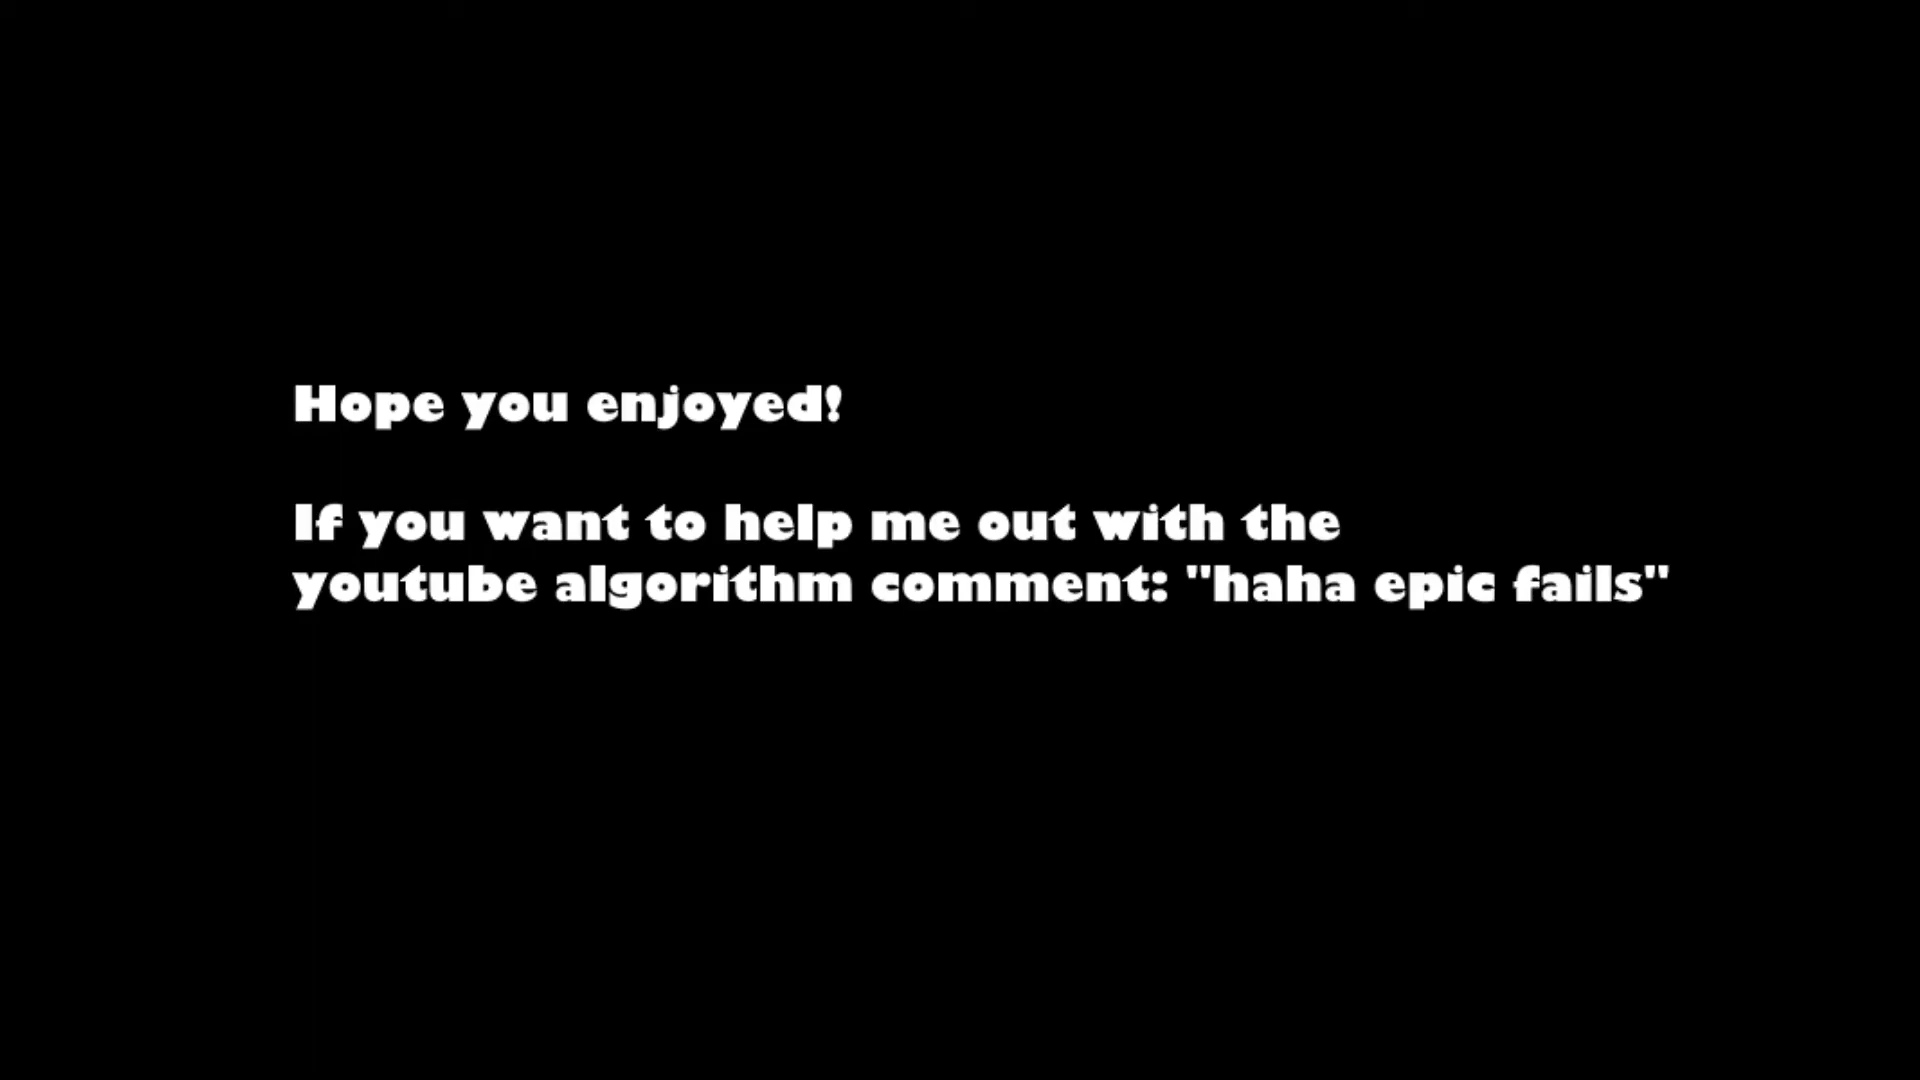 Hope you enjoyed!
If you want to help me out with the
youtube algorithm comment: "haha epic fails"